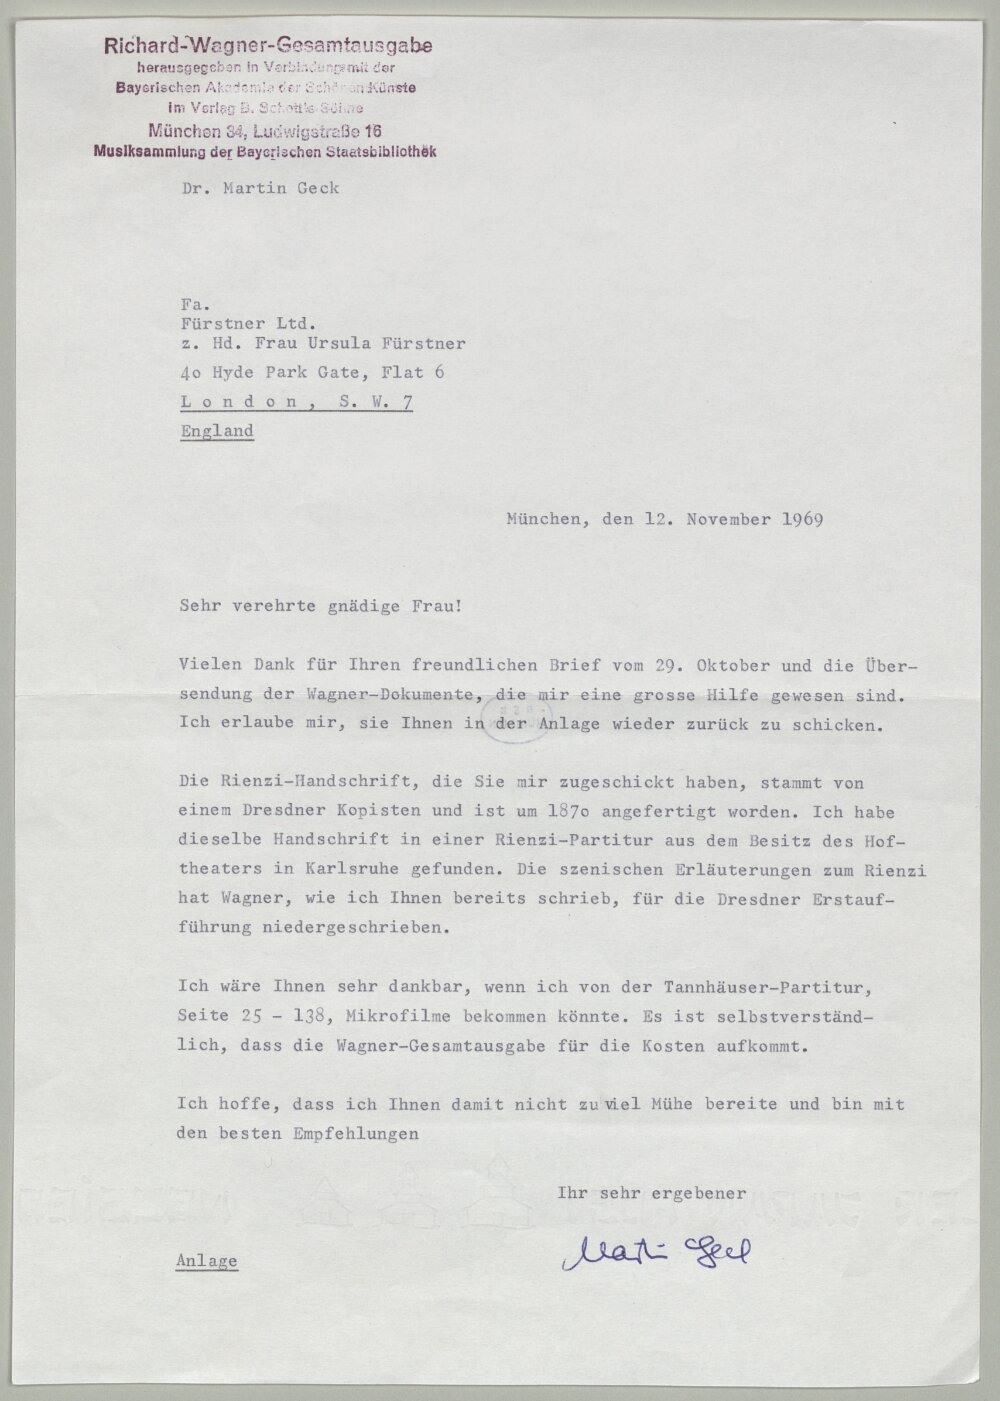 Richard-Wagner-Gesamtausgabe
herausgegeben in Verbindung mit der
Bayerischen Akademie der Schönen Künste
im Verlag B. Schott's Söhne
München 34, Ludwigstraße 16
Musiksammlung der Bayerischen Staatsbibliothek
Dr. Martin Geck
Fa.
Fürstner Ltd.
z. Hd. Frau Ursula Fürstner
40 Hyde Park Gate, Flat 6
L o n d o n , S. W. 7
England
München, den 12. November 1969
Sehr verehrte gnädige Frau!
Vielen Dank für Ihren freundlichen Brief vom 29. Oktober und die Über-
sendung der Wagner-Dokumente, die mir eine grosse Hilfe gewesen sind.
Ich erlaube mir, sie Ihnen in der Anlage wieder zurück zu schicken.
Die Rienzi-Handschrift, die Sie mir zugeschickt haben, stammt von
einem Dresdner Kopisten und ist um 1870 angefertigt worden. Ich habe
dieselbe Handschrift in einer Rienzi-Partitur aus dem Besitz des Hof-
theaters in Karlsruhe gefunden. Die szenischen Erläuterungen zum Rienzi
hat Wagner, wie ich Ihnen bereits schrieb, für die Dresdner Erstauf-
führung niedergeschrieben.
Ich wäre Ihnen sehr dankbar, wenn ich von der Tannhäuser-Partitur,
Seite 25 - 138, Mikrofilme bekommen könnte. Es ist selbstverständ-
lich, dass die Wagner-Gesamtausgabe für die Kosten aufkommt.
Ich hoffe, dass ich Ihnen damit nicht zu viel Mühe bereite und bin mit
den besten Empfehlungen
Ihr sehr ergebener
Martin Geck
Anlage